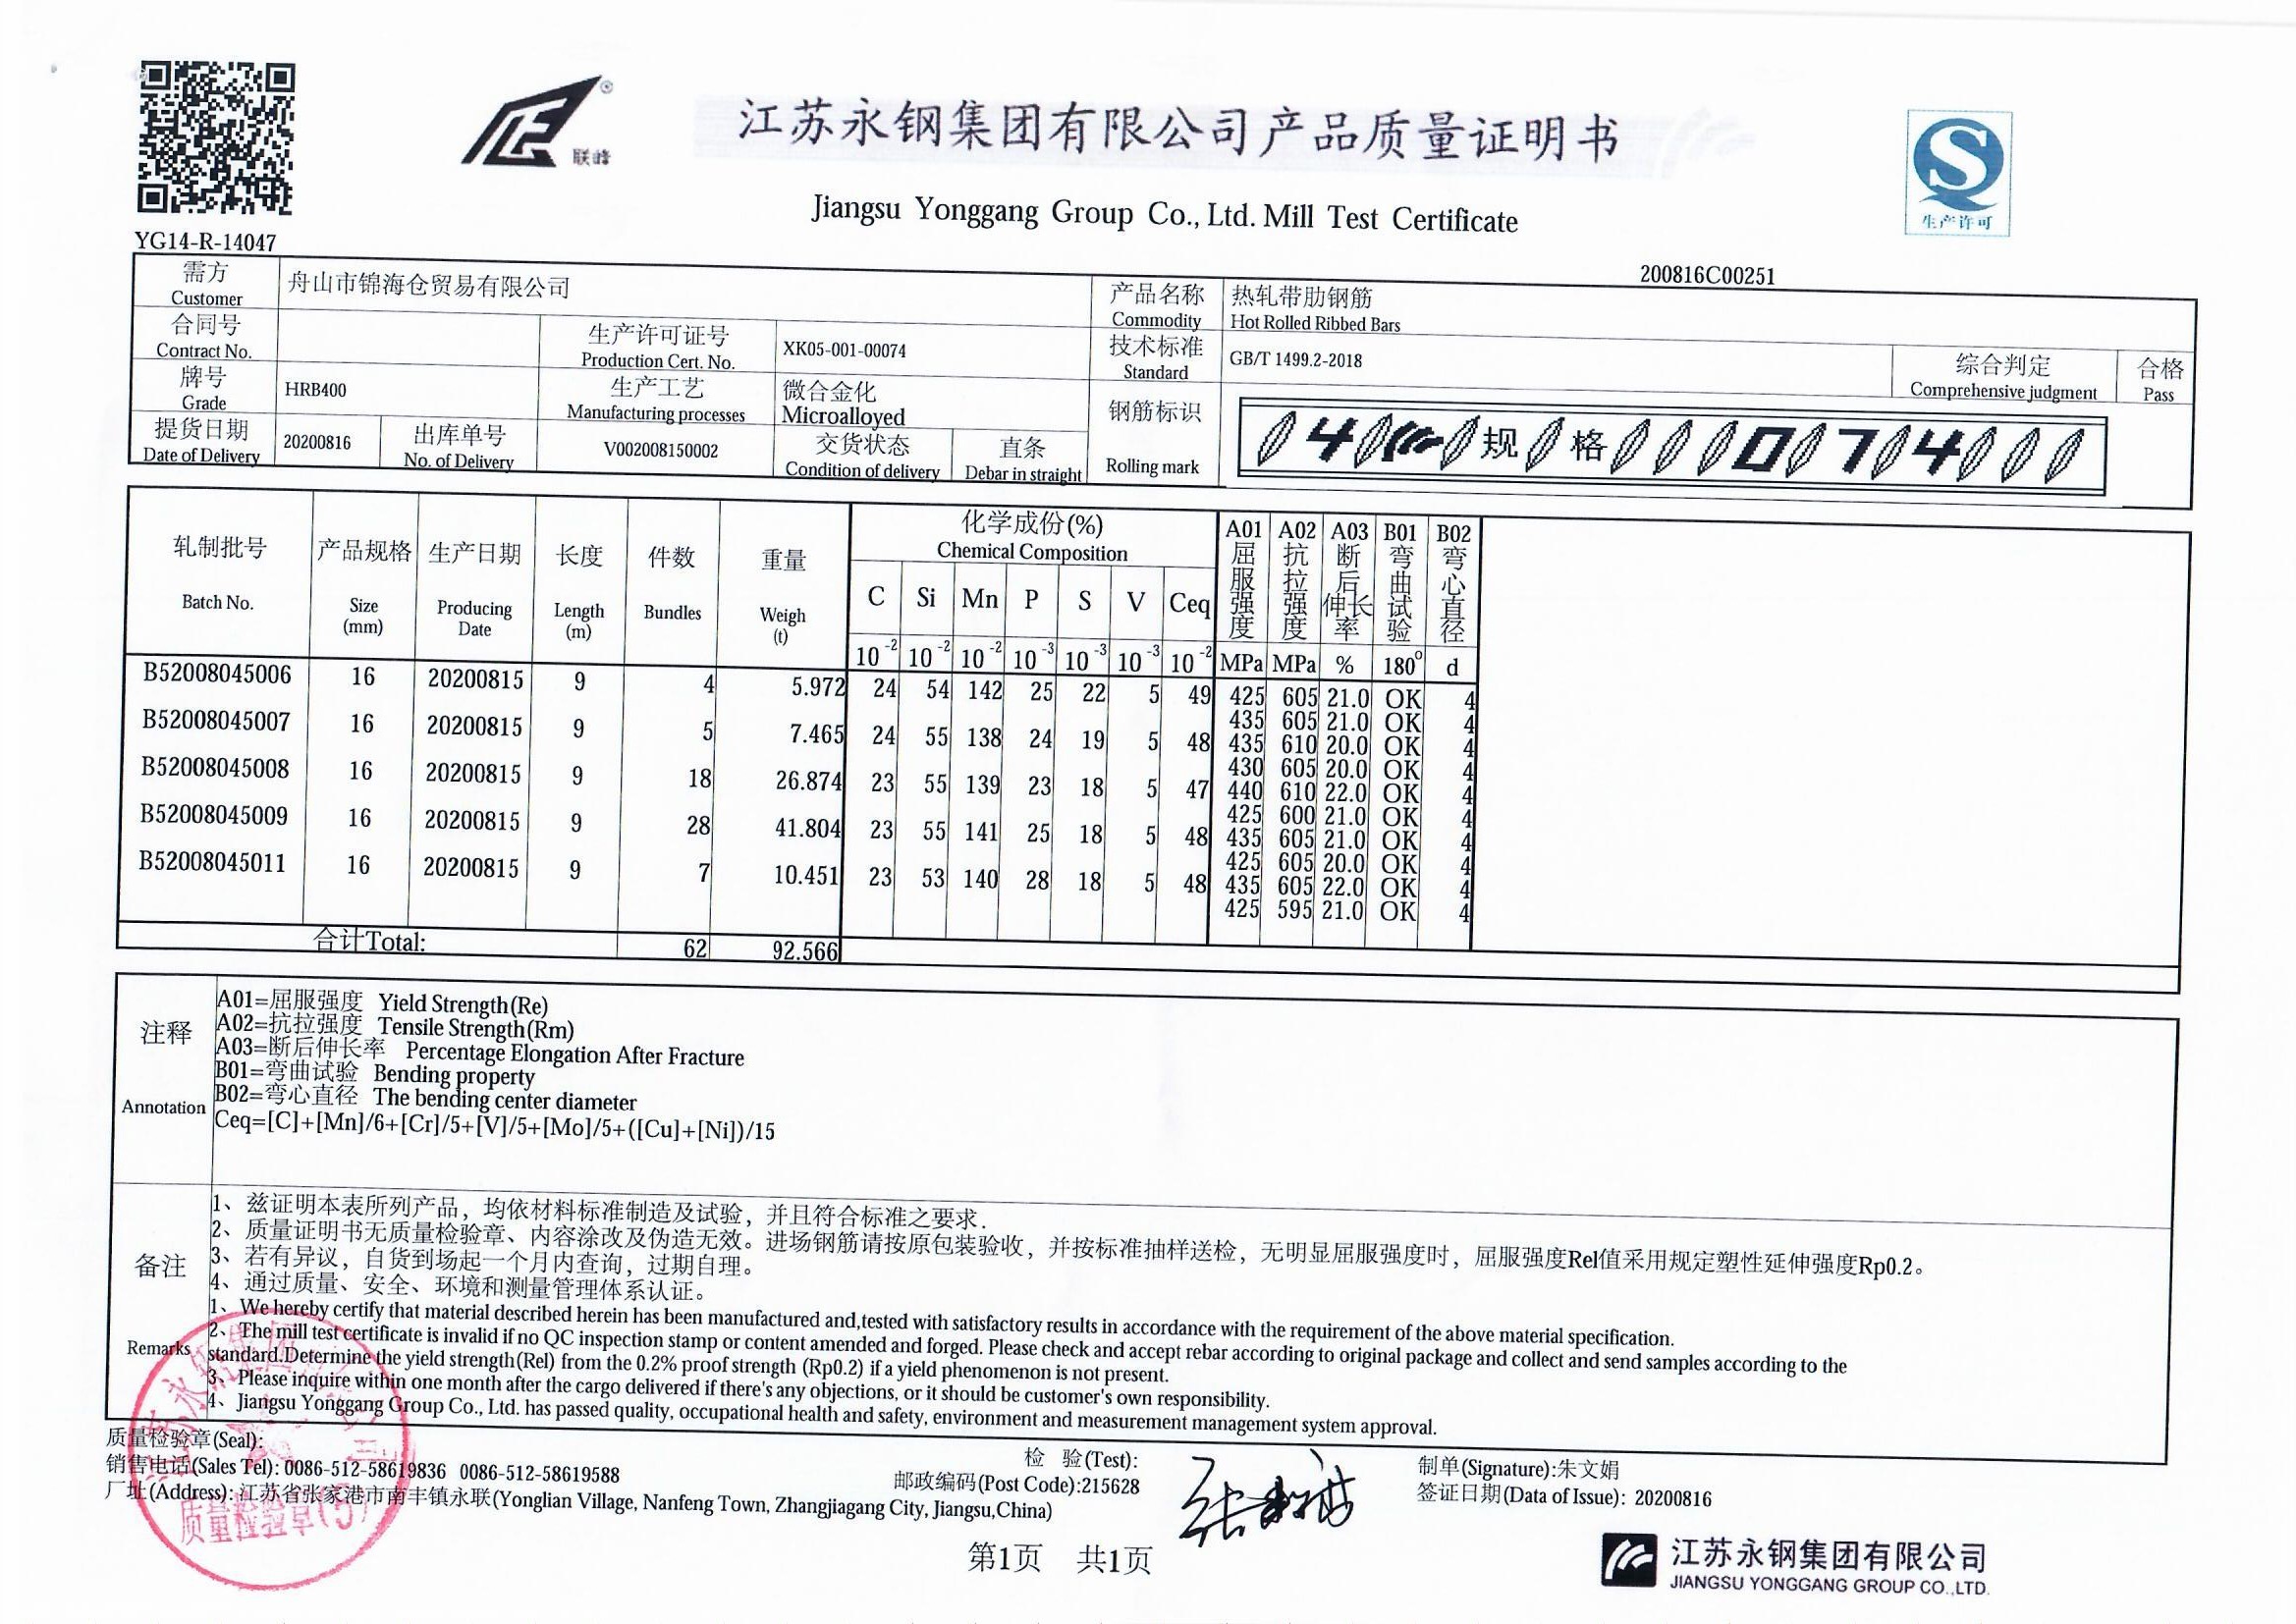 联峰
江苏永钢集团有限公司产品质量证明书
Jiangsu Yonggang Group Co., Ltd. Mill Test Certificate
生产许可
YG14-R-14047
200816C00251
需方 Customer 舟山市锦海仓贸易有限公司 产品名称 Commodity 热轧带肋钢筋 Hot Rolled Ribbed Bars
合同号 Contract No. 生产许可证号 Production Cert. No. XK05-001-00074 技术标准 Standard GB/T 1499.2-2018 综合判定 Comprehensive judgment 合格 Pass
牌号 Grade HRB400 生产工艺 Manufacturing processes 微合金化 Microalloyed 钢筋标识 Rolling mark 4 规 格 0 7 4
提货日期 Date of Delivery 20200816 出库单号 No. of Delivery V002008150002 交货状态 Condition of delivery 直条 Debar in straight
轧制批号 Batch No. 产品规格 Size (mm) 生产日期 Producing Date 长度 Length (m) 件数 Bundles 重量 Weigh (t) 化学成份(%) Chemical Composition A01 屈服强度 A02 抗拉强度 A03 断后伸长率 B01 弯曲试验 B02 弯心直径
C Si Mn P S V Ceq
10⁻² 10⁻² 10⁻² 10⁻³ 10⁻³ 10⁻³ 10⁻² MPa MPa % 180° d
B52008045006 16 20200815 9 4 5.972 24 54 142 25 22 5 49 425 605 21.0 OK 4
435 605 21.0 OK 4
B52008045007 16 20200815 9 5 7.465 24 55 138 24 19 5 48 435 610 20.0 OK 4
430 605 20.0 OK 4
B52008045008 16 20200815 9 18 26.874 23 55 139 23 18 5 47 440 610 22.0 OK 4
425 600 21.0 OK 4
B52008045009 16 20200815 9 28 41.804 23 55 141 25 18 5 48 435 605 21.0 OK 4
425 605 20.0 OK 4
B52008045011 16 20200815 9 7 10.451 23 53 140 28 18 5 48 435 605 22.0 OK 4
425 595 21.0 OK 4
合计Total: 62 92.566
注释 Annotation
A01=屈服强度 Yield Strength(Re)
A02=抗拉强度 Tensile Strength(Rm)
A03=断后伸长率 Percentage Elongation After Fracture
B01=弯曲试验 Bending property
B02=弯心直径 The bending center diameter
Ceq=[C]+[Mn]/6+[Cr]/5+[V]/5+[Mo]/5+([Cu]+[Ni])/15
备注 Remarks
1、兹证明本表所列产品，均依材料标准制造及试验，并且符合标准之要求.
2、质量证明书无质量检验章、内容涂改及伪造无效。进场钢筋请按原包装验收，并按标准抽样送检，无明显屈服强度时，屈服强度Rel值采用规定塑性延伸强度Rp0.2。
3、若有异议，自货到场起一个月内查询，过期自理。
4、通过质量、安全、环境和测量管理体系认证。
1、We hereby certify that material described herein has been manufactured and,tested with satisfactory results in accordance with the requirement of the above material specification.
2、The mill test certificate is invalid if no QC inspection stamp or content amended and forged. Please check and accept rebar according to original package and collect and send samples according to the
standard.Determine the yield strength(Rel) from the 0.2% proof strength (Rp0.2) if a yield phenomenon is not present.
3、Please inquire within one month after the cargo delivered if there's any objections, or it should be customer's own responsibility.
4、Jiangsu Yonggang Group Co., Ltd. has passed quality, occupational health and safety, environment and measurement management system approval.
质量检验章(Seal): 检 验(Test): 制单(Signature):朱文娟
销售电话(Sales Tel): 0086-512-58619836 0086-512-58619588 邮政编码(Post Code):215628 签证日期(Data of Issue): 20200816
厂址(Address): 江苏省张家港市南丰镇永联(Yonglian Village, Nanfeng Town, Zhangjiagang City, Jiangsu,China)
质量检验章(5)
第1页 共1页
江苏永钢集团有限公司
JIANGSU YONGGANG GROUP CO.,LTD.